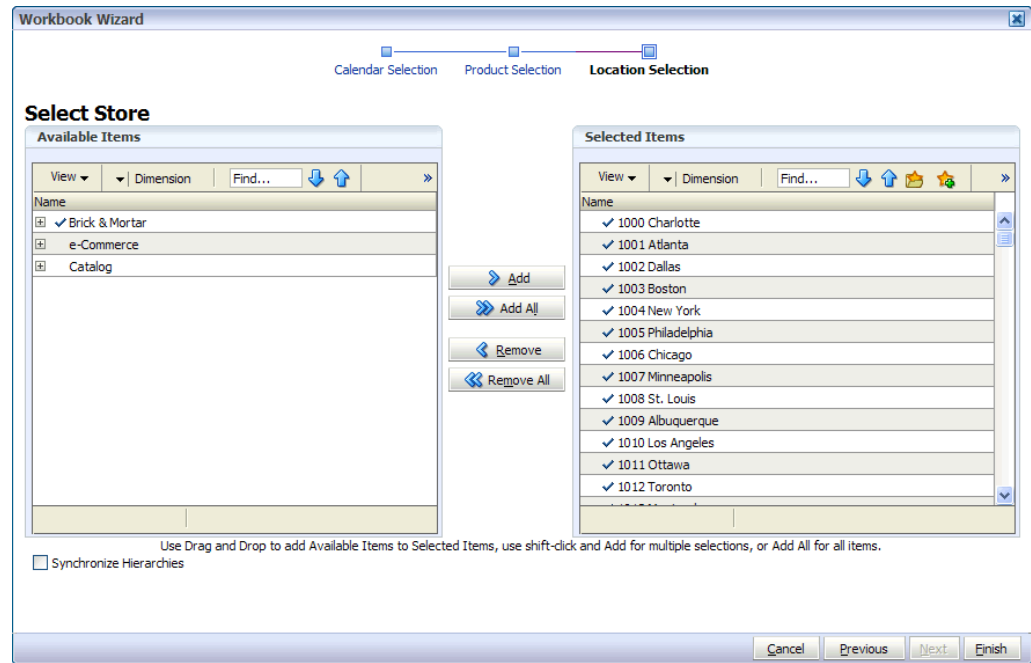 Workbook Wizard
Calendar Selection
Product Selection
Location Selection
Select Store
Available Items
View
Dimension
Find...
»
Name
Brick & Mortar
e-Commerce
Catalog
Add
Add All
Remove
Remove All
Selected Items
View
Dimension
Find...
»
Name
1000 Charlotte
1001 Atlanta
1002 Dallas
1003 Boston
1004 New York
1005 Philadelphia
1006 Chicago
1007 Minneapolis
1008 St. Louis
1009 Albuquerque
1010 Los Angeles
1011 Ottawa
1012 Toronto
Use Drag and Drop to add Available Items to Selected Items, use shift-click and Add for multiple selections, or Add All for all items.
Synchronize Hierarchies
Cancel
Previous
Next
Finish